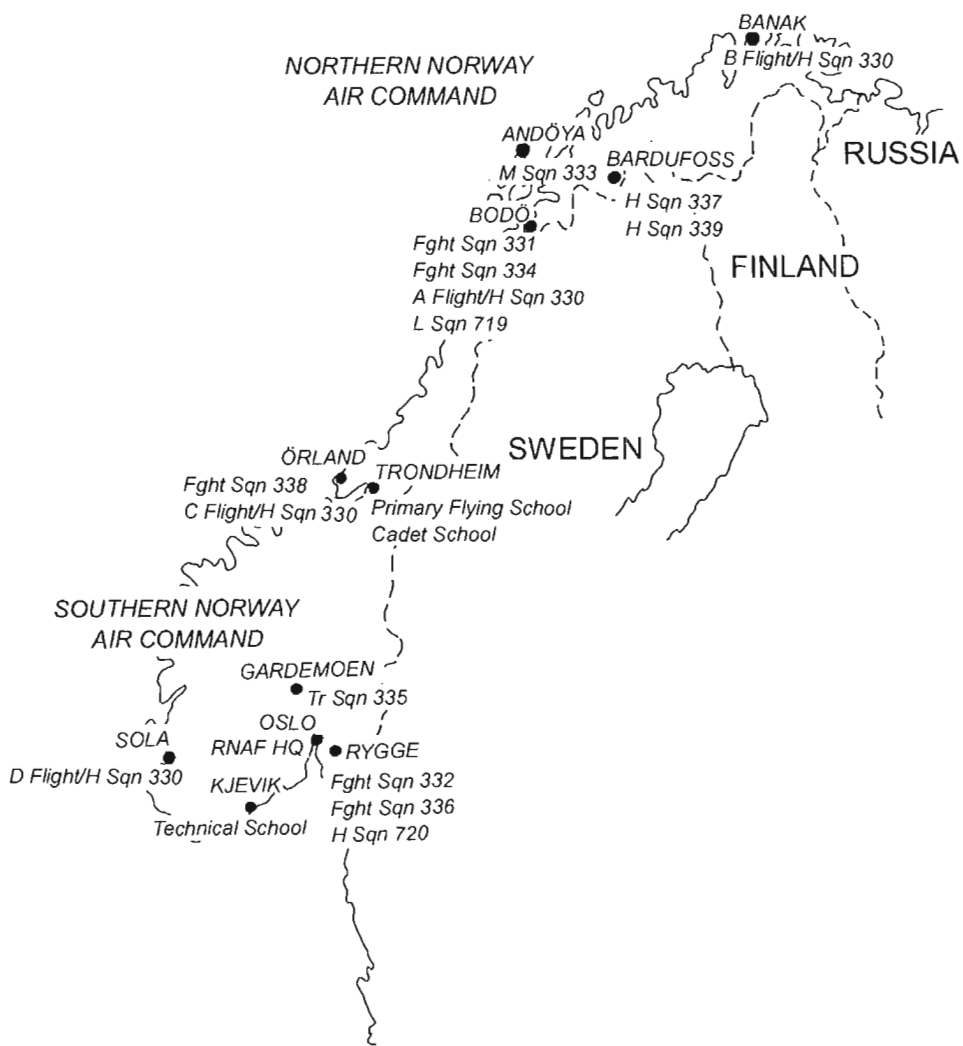 BANAK
B Flight/H Sqn 330
NORTHERN NORWAY
AIR COMMAND
ANDÖYA
M Sqn 333
BARDUFOSS
H Sqn 337
H Sqn 339
RUSSIA
BODÖ
Fght Sqn 331
Fght Sqn 334
A Flight/H Sqn 330
L Sqn 719
FINLAND
SWEDEN
ÖRLAND
Fght Sqn 338
C Flight/H Sqn 330
TRONDHEIM
Primary Flying School
Cadet School
SOUTHERN NORWAY
AIR COMMAND
GARDEMOEN
Tr Sqn 335
OSLO
RNAF HQ
RYGGE
Fght Sqn 332
Fght Sqn 336
H Sqn 720
SOLA
D Flight/H Sqn 330
KJEVIK
Technical School